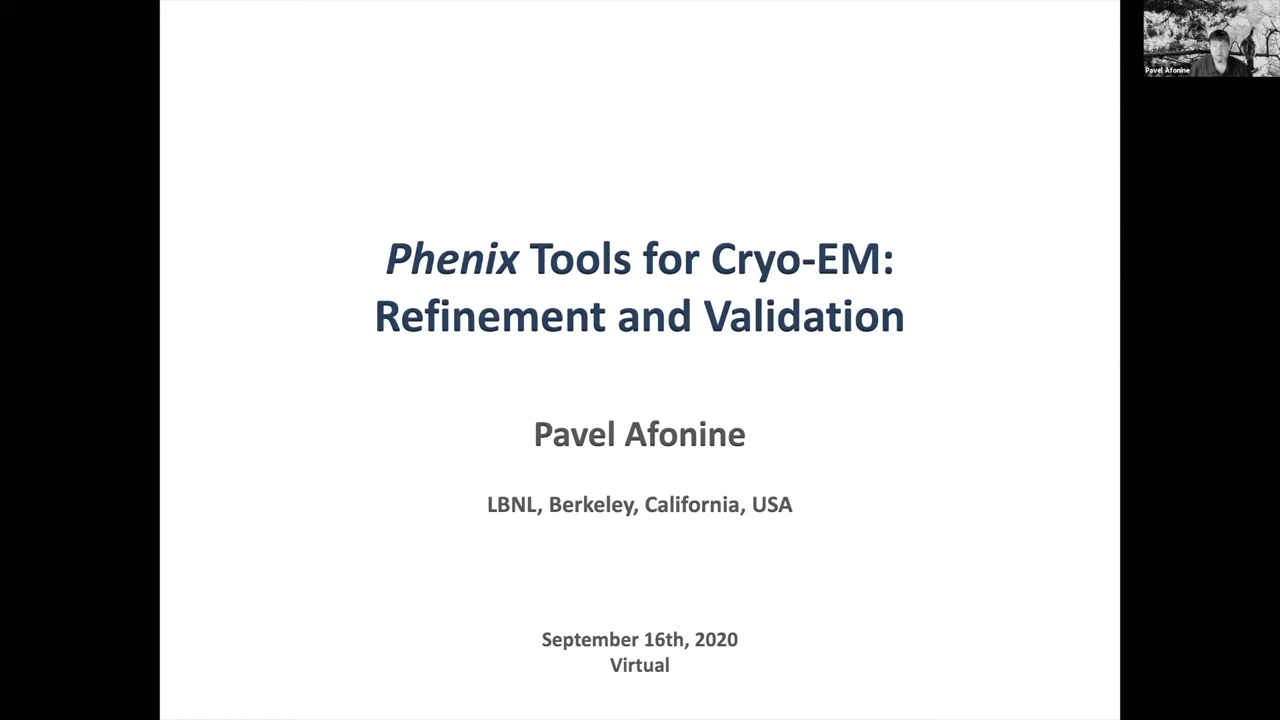 Phenix Tools for Cryo-EM:
Refinement and Validation
Pavel Afonine
LBNL, Berkeley, California, USA
September 16th, 2020
Virtual
Pavel Afonine